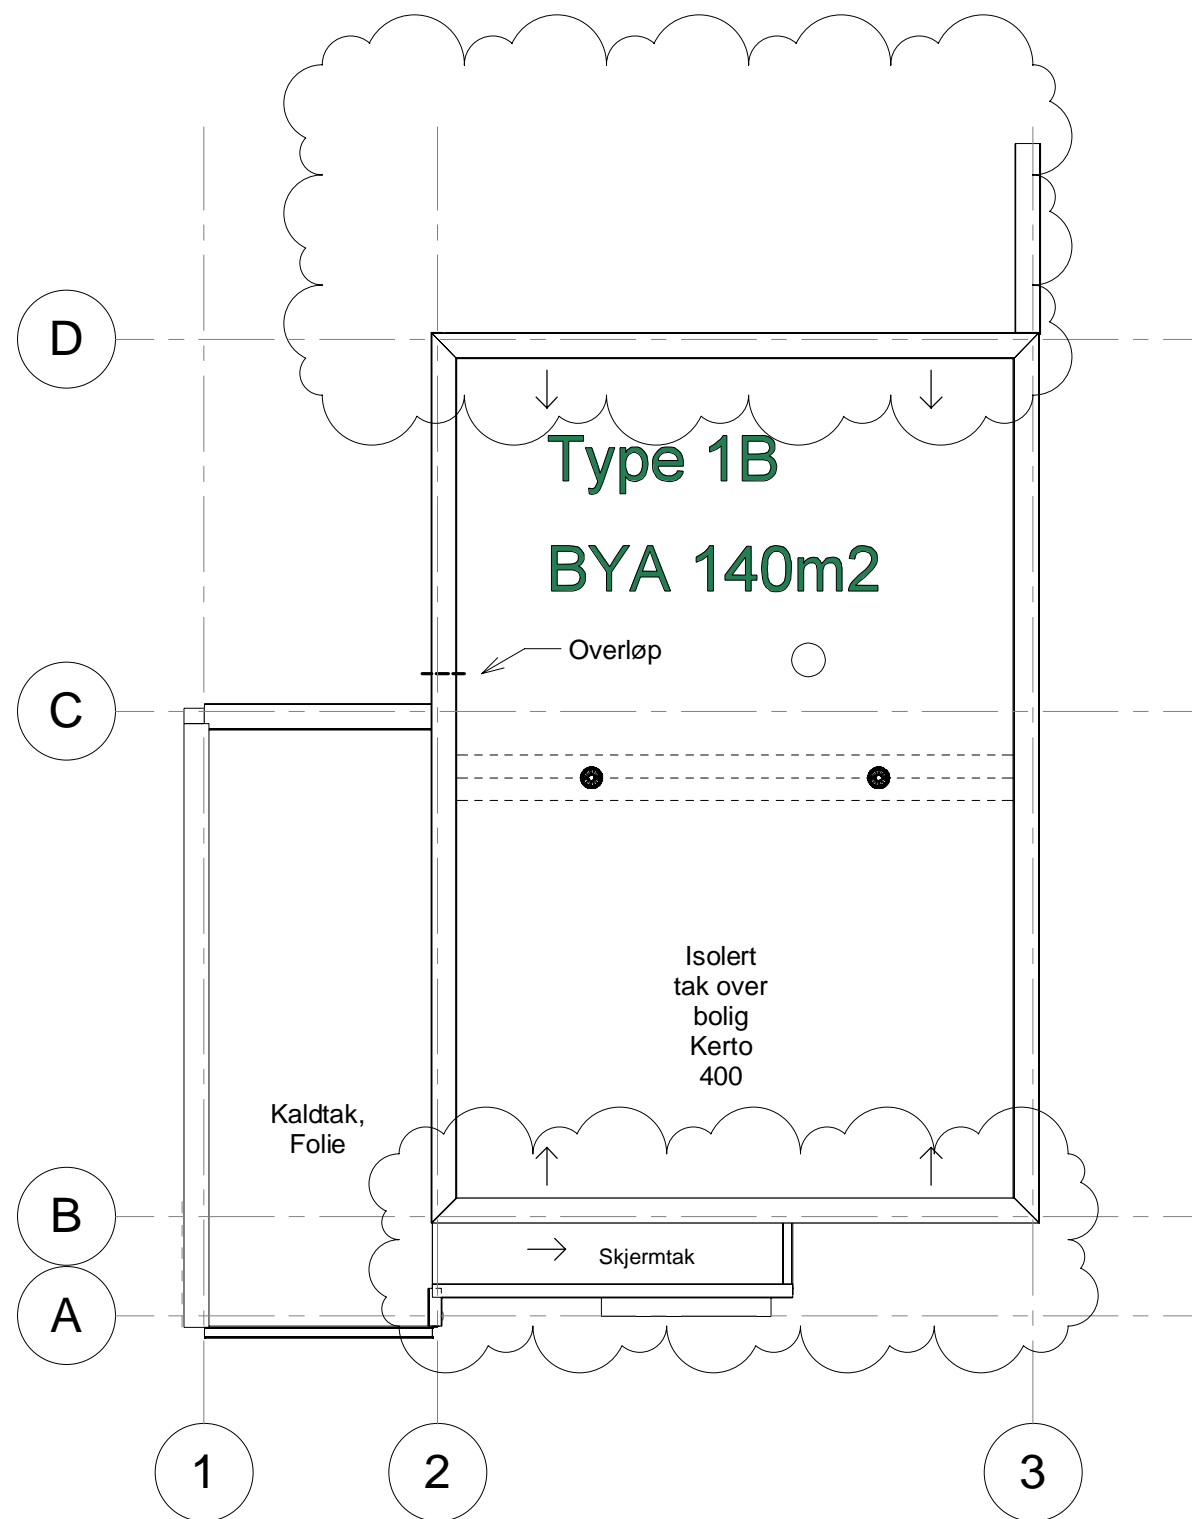 D
Type 1B
BYA 140m2
Overløp
C
Isolert
tak over
bolig
Kerto
400
Kaldtak,
Folie
B
Skjermtak
A
1
2
3